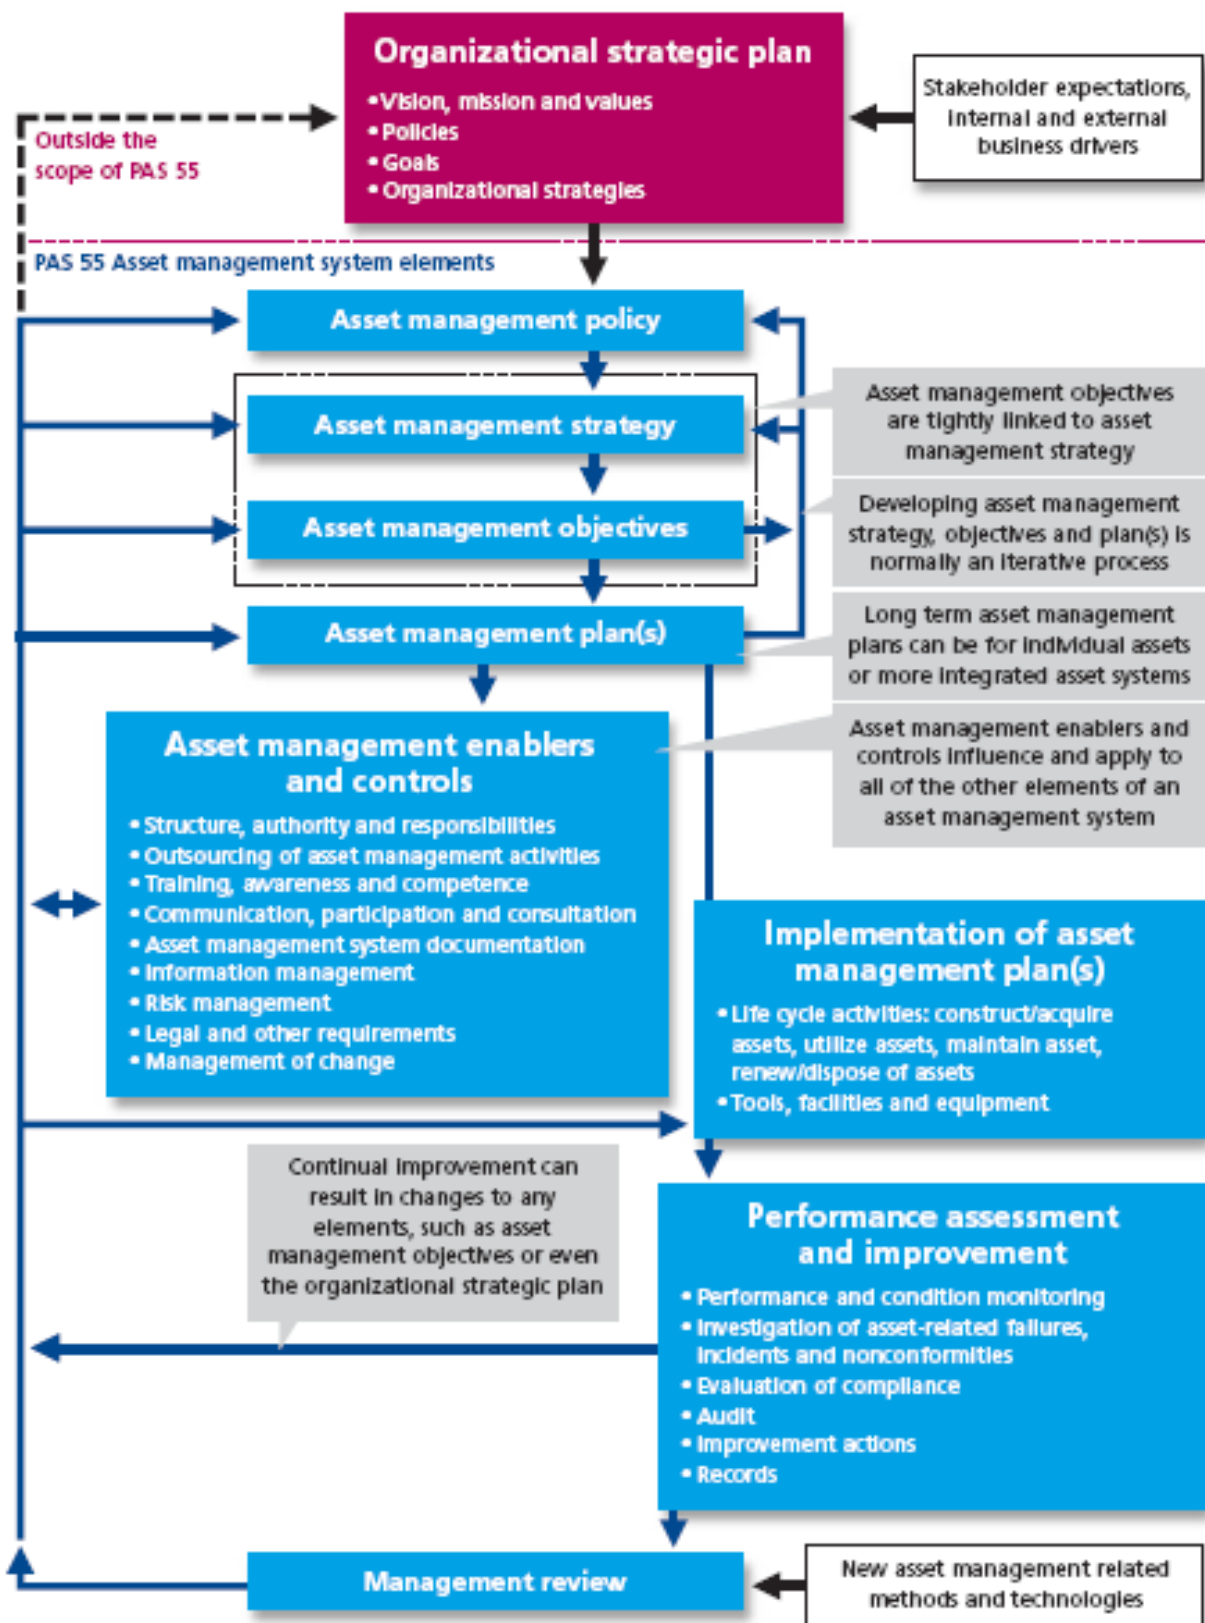 Organizational strategic plan
• Vision, mission and values
• Policies
• Goals
• Organizational strategies
Stakeholder expectations,
internal and external
business drivers
Outside the
scope of PAS 55
PAS 55 Asset management system elements
Asset management policy
Asset management strategy
Asset management objectives
Asset management plan(s)
Asset management objectives
are tightly linked to asset
management strategy
Developing asset management
strategy, objectives and plan(s) is
normally an iterative process
Long term asset management
plans can be for individual assets
or more integrated asset systems
Asset management enablers and
controls influence and apply to
all of the other elements of an
asset management system
Asset management enablers
and controls
• Structure, authority and responsibilities
• Outsourcing of asset management activities
• Training, awareness and competence
• Communication, participation and consultation
• Asset management system documentation
• Information management
• Risk management
• Legal and other requirements
• Management of change
Implementation of asset
management plan(s)
• Life cycle activities: construct/acquire
assets, utilize assets, maintain asset,
renew/dispose of assets
• Tools, facilities and equipment
Continual improvement can
result in changes to any
elements, such as asset
management objectives or even
the organizational strategic plan
Performance assessment
and improvement
• Performance and condition monitoring
• Investigation of asset-related failures,
incidents and nonconformities
• Evaluation of compliance
• Audit
• Improvement actions
• Records
Management review
New asset management related
methods and technologies